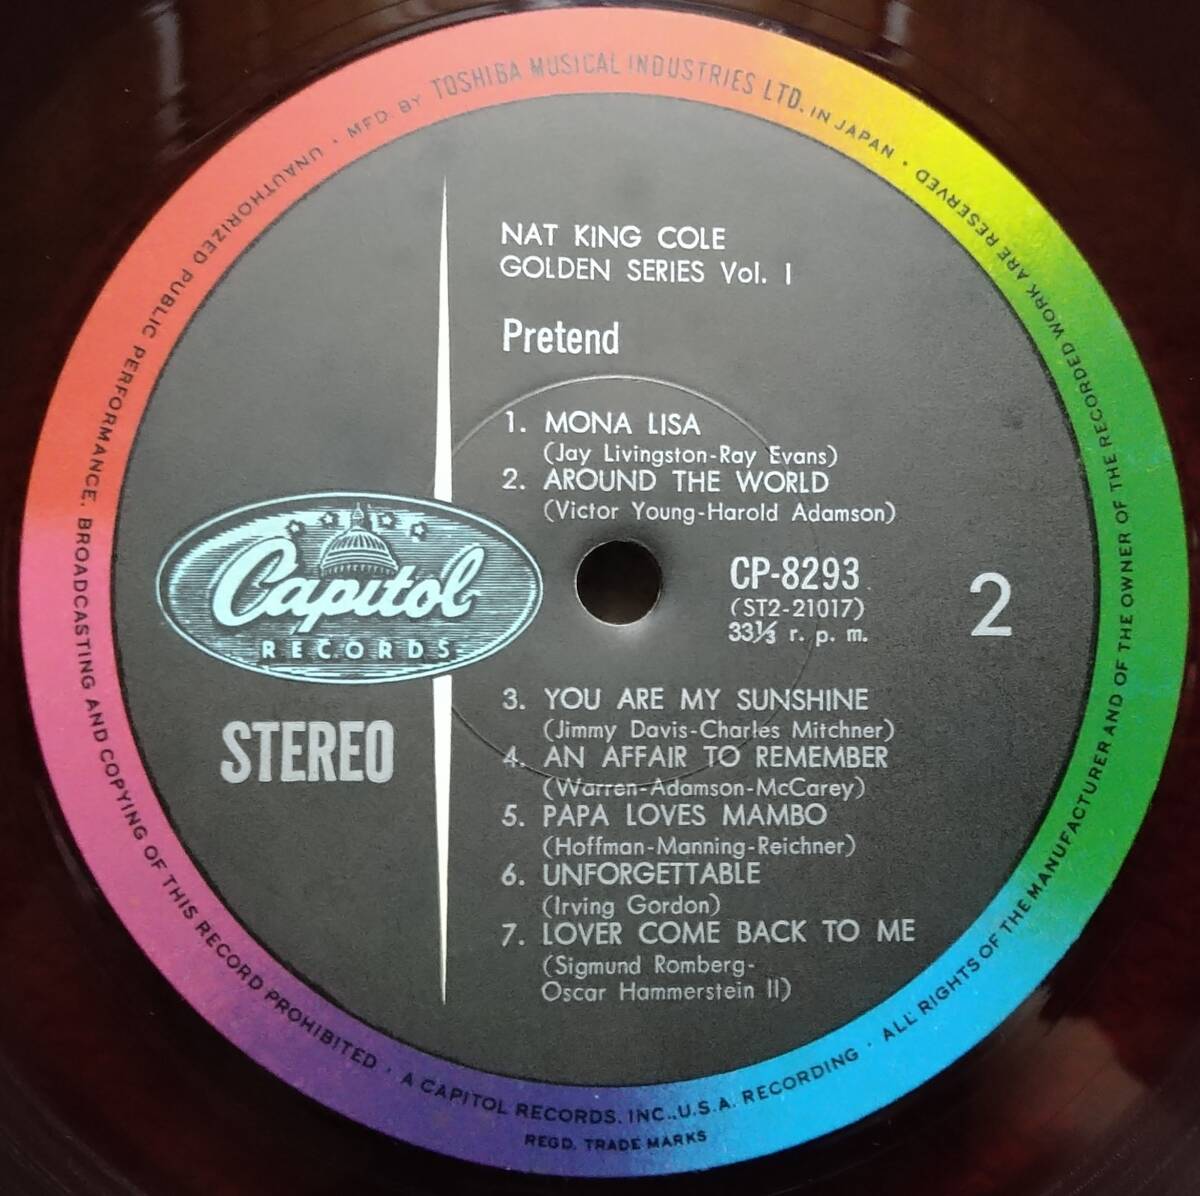 MFD BY TOSHIBA MUSICAL INDUSTRIES LTD. IN JAPAN · ALL RIGHTS OF THE MANUFACTURER AND OF THE OWNER OF THE RECORDED WORK ARE RESERVED · UNAUTHORIZED PUBLIC PERFORMANCE, BROADCASTING AND COPYING OF THIS RECORD PROHIBITED · A CAPITOL RECORDS, INC., U.S.A. RECORDING ·
REGD. TRADE MARKS
NAT KING COLE
GOLDEN SERIES Vol. I
Pretend
1. MONA LISA
(Jay Livingston-Ray Evans)
2. AROUND THE WORLD
(Victor Young-Harold Adamson)
Capitol
RECORDS
STEREO
CP-8293
(ST2-21017)
33⅓ r. p. m.
2
3. YOU ARE MY SUNSHINE
(Jimmy Davis-Charles Mitchner)
4. AN AFFAIR TO REMEMBER
(Warren-Adamson-McCarey)
5. PAPA LOVES MAMBO
(Hoffman-Manning-Reichner)
6. UNFORGETTABLE
(Irving Gordon)
7. LOVER COME BACK TO ME
(Sigmund Romberg-
Oscar Hammerstein II)